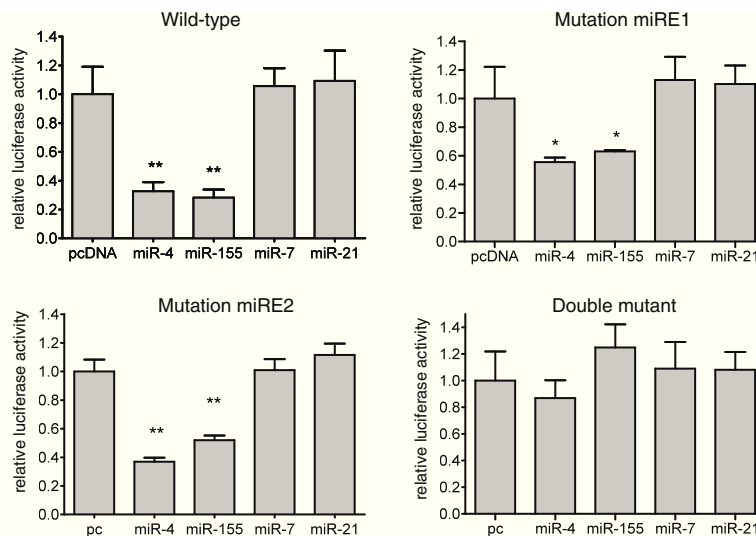 Wild-type
relative luciferase activity
1.4
1.2
1.0
0.8
0.6
0.4
0.2
0.0
** **
pcDNA miR-4 miR-155 miR-7 miR-21
Mutation miRE1
relative luciferase activity
1.4
1.2
1.0
0.8
0.6
0.4
0.2
0.0
* *
pcDNA miR-4 miR-155 miR-7 miR-21
Mutation miRE2
relative luciferase activity
1.4
1.2
1.0
0.8
0.6
0.4
0.2
0.0
** **
pc miR-4 miR-155 miR-7 miR-21
Double mutant
relative luciferase activity
1.4
1.2
1.0
0.8
0.6
0.4
0.2
0.0
pc miR-4 miR-155 miR-7 miR-21